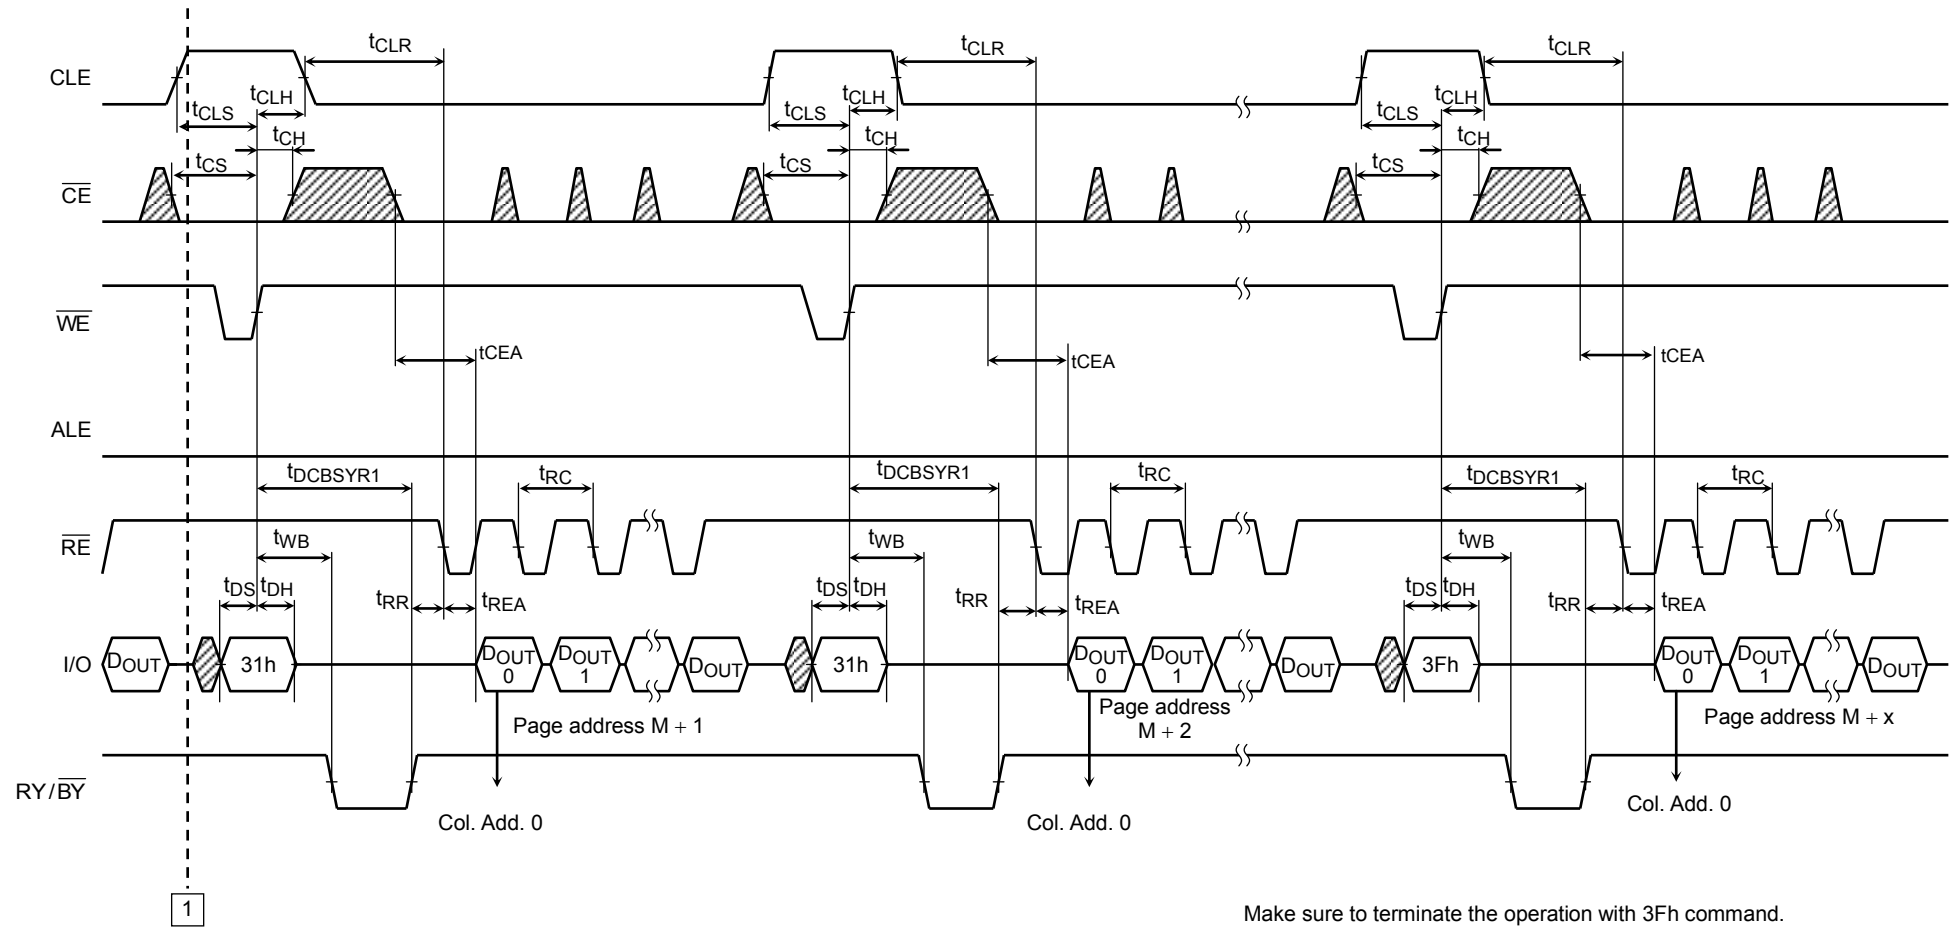 CLE
tCLR
tCLR
tCLR
tCLH
tCLH
tCLH
tCLS
tCLS
tCLS
tCH
tCH
tCH
tCS
tCS
tCS
CE
WE
tCEA
tCEA
tCEA
ALE
tDCBSYR1
tRC
tDCBSYR1
tRC
tDCBSYR1
tRC
RE
tWB
tWB
tWB
tDS tDH
tDS tDH
tDS tDH
tRR tREA
tRR tREA
tRR tREA
I/O
DOUT
31h
DOUT 0
DOUT 1
DOUT
31h
DOUT 0
DOUT 1
DOUT
3Fh
DOUT 0
DOUT 1
DOUT
Page address M + 1
Page address
M + 2
Page address M + x
RY/BY
Col. Add. 0
Col. Add. 0
Col. Add. 0
1
Make sure to terminate the operation with 3Fh command.